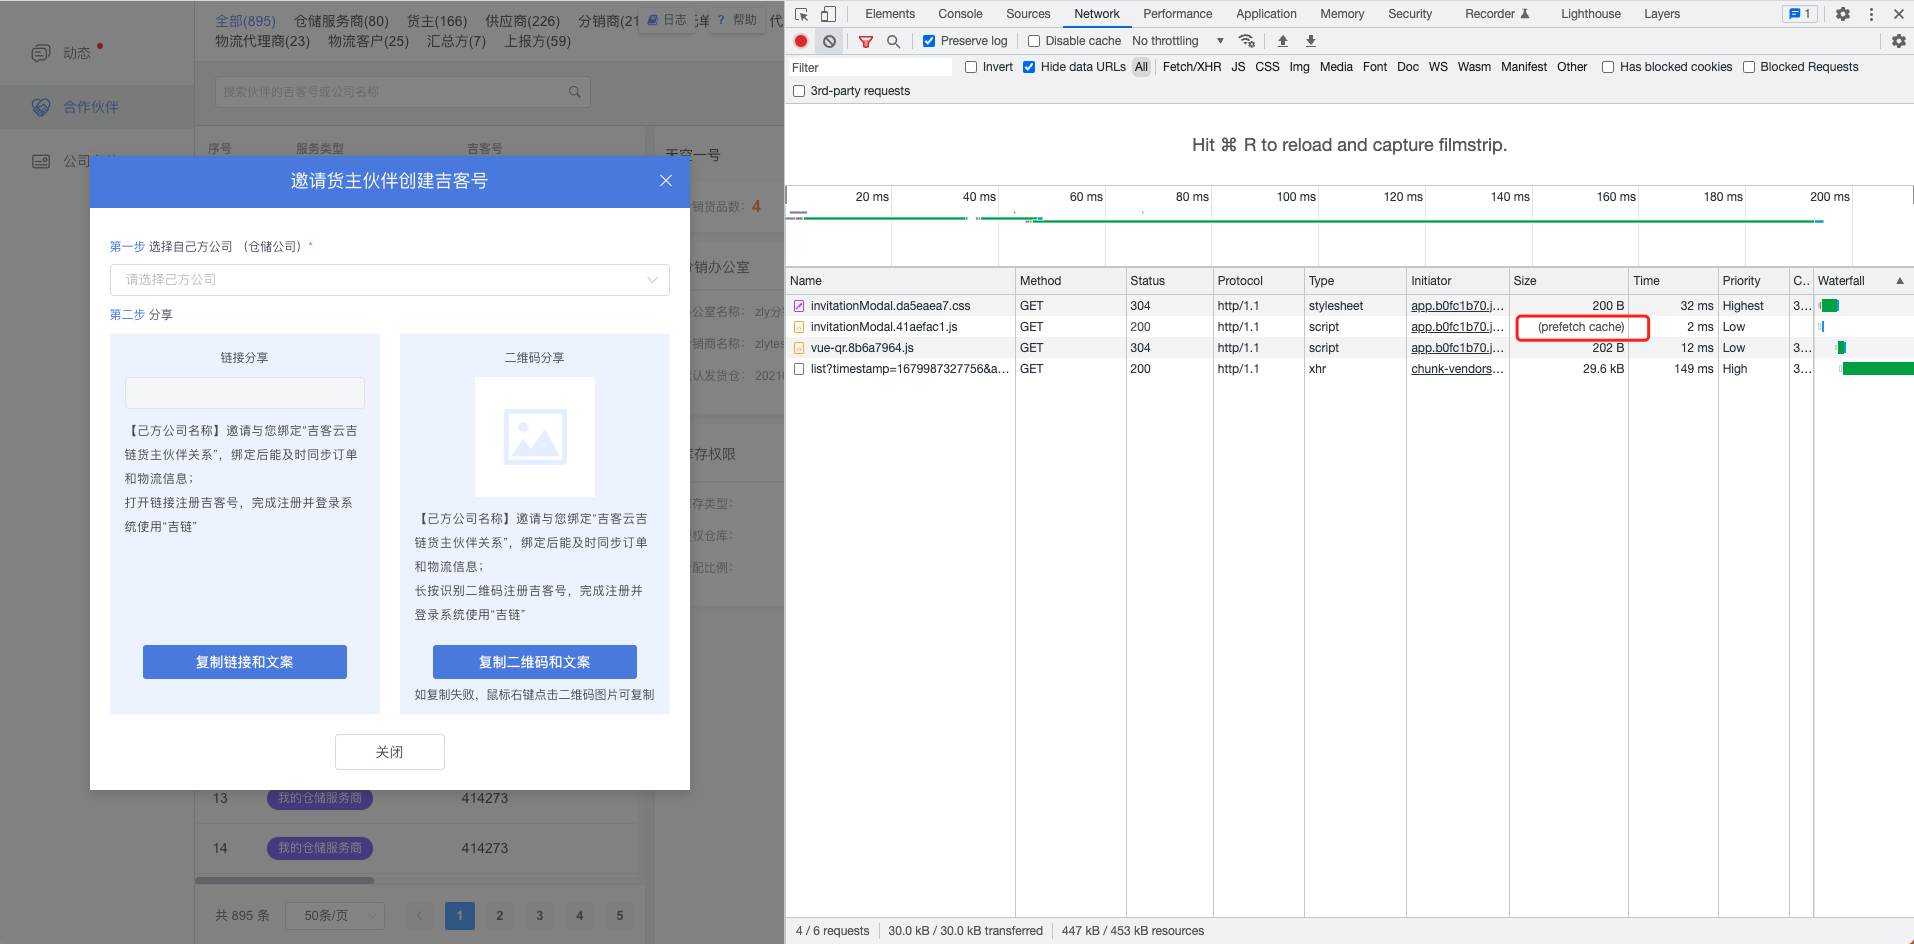 全部(895) 仓储服务商(80) 货主(166) 供应商(226) 分销商(21 日志 ? 帮助
物流代理商(23) 物流客户(25) 汇总方(7) 上报方(59)
动态
合作伙伴
搜索伙伴的吉客号或公司名称
序号 服务类型 吉客号
公司
天空一号
邀请货主伙伴创建吉客号
销货品数: 4
第一步 选择自己方公司 (仓储公司) *
请选择己方公司
第二步 分享
链接分享
【己方公司名称】邀请与您绑定“吉客云吉
链货主伙伴关系”, 绑定后能及时同步订单
和物流信息;
打开链接注册吉客号, 完成注册并登录系
统使用“吉链”
复制链接和文案
二维码分享
【己方公司名称】邀请与您绑定“吉客云吉
链货主伙伴关系”, 绑定后能及时同步订单
和物流信息;
长按识别二维码注册吉客号, 完成注册并
登录系统使用“吉链”
复制二维码和文案
如复制失败, 鼠标右键点击二维码图片可复制
关闭
销办公室
公室名称: zly分
销商名称: zlytes
认发货仓: 20210
存权限
存类型:
权仓库:
配比例:
13 我的仓储服务商 414273
14 我的仓储服务商 414273
共 895 条 50条/页 < 1 2 3 4 5
Elements Console Sources Network Performance Application Memory Security Recorder Lighthouse Layers 1
Preserve log Disable cache No throttling
Filter Invert Hide data URLs All Fetch/XHR JS CSS Img Media Font Doc WS Wasm Manifest Other Has blocked cookies Blocked Requests
3rd-party requests
Hit ⌘ R to reload and capture filmstrip.
20 ms 40 ms 60 ms 80 ms 100 ms 120 ms 140 ms 160 ms 180 ms 200 ms
Name Method Status Protocol Type Initiator Size Time Priority C.. Waterfall
invitationModal.da5eaea7.css GET 304 http/1.1 stylesheet app.b0fc1b70.j... 200 B 32 ms Highest 3...
invitationModal.41aefac1.js GET 200 http/1.1 script app.b0fc1b70.j... (prefetch cache) 2 ms Low
vue-qr.8b6a7964.js GET 304 http/1.1 script app.b0fc1b70.j... 202 B 12 ms Low 3...
list?timestamp=1679987327756&a... GET 200 http/1.1 xhr chunk-vendors... 29.6 kB 149 ms High 3...
4 / 6 requests 30.0 kB / 30.0 kB transferred 447 kB / 453 kB resources